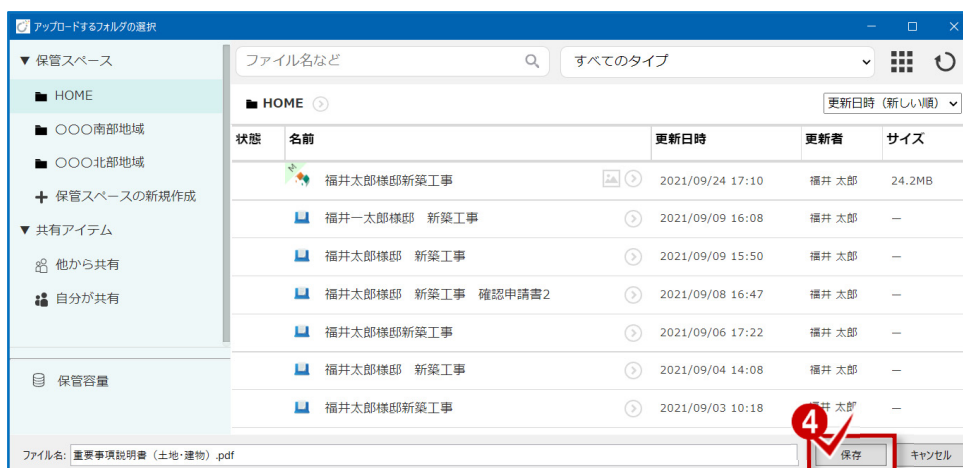 アップロードするフォルダの選択
▼ 保管スペース
HOME
〇〇〇南部地域
〇〇〇北部地域
＋ 保管スペースの新規作成
▼ 共有アイテム
他から共有
自分が共有
保管容量
ファイル名など
すべてのタイプ
HOME
更新日時（新しい順）
状態 名前 更新日時 更新者 サイズ
M 福井太郎様邸新築工事 2021/09/24 17:10 福井 太郎 24.2MB
福井一太郎様邸　新築工事 2021/09/09 16:08 福井 太郎 —
福井太郎様邸　新築工事 2021/09/09 15:50 福井 太郎 —
福井太郎様邸　新築工事　確認申請書2 2021/09/08 16:47 福井 太郎 —
福井太郎様邸新築工事 2021/09/06 17:22 福井 太郎 —
福井太郎様邸　新築工事 2021/09/04 14:08 福井 太郎 —
福井太郎様邸新築工事 2021/09/03 10:18 福井 太郎 —
4
ファイル名: 重要事項説明書（土地・建物）.pdf 保存 キャンセル